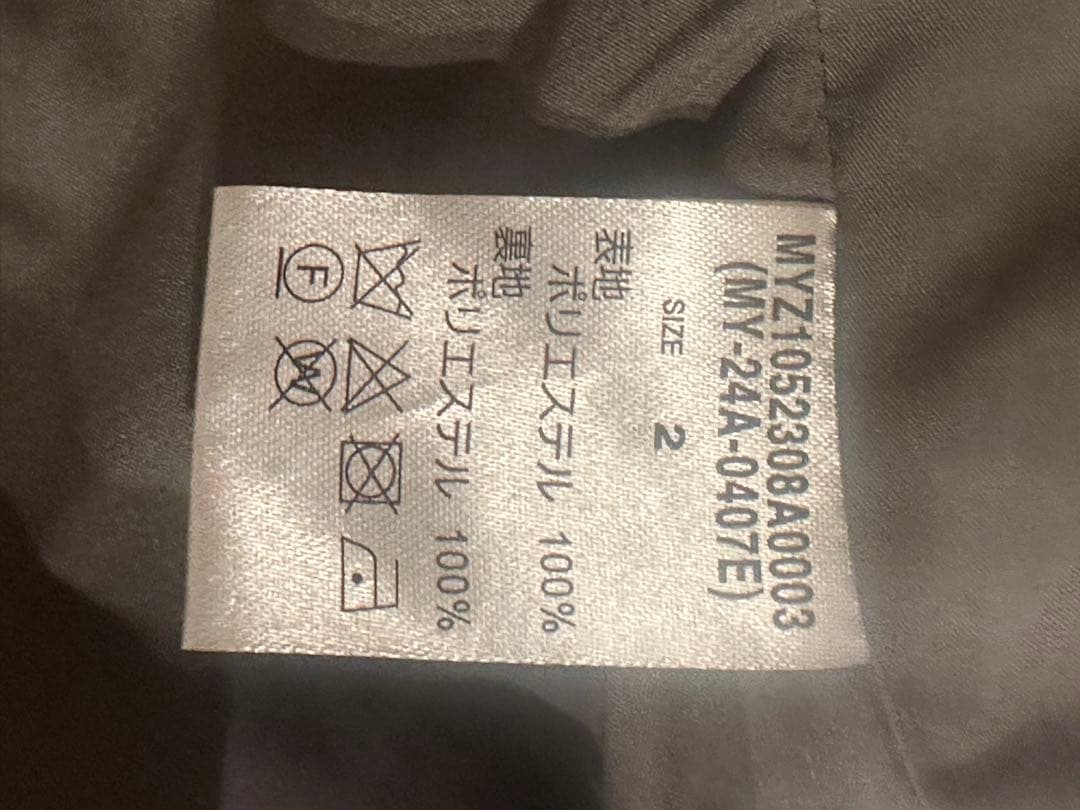 MYZ1052308A0003
(MY-24A-0407E)
SIZE 2
表地
ポリエステル 100%
裏地
ポリエステル 100%
F W